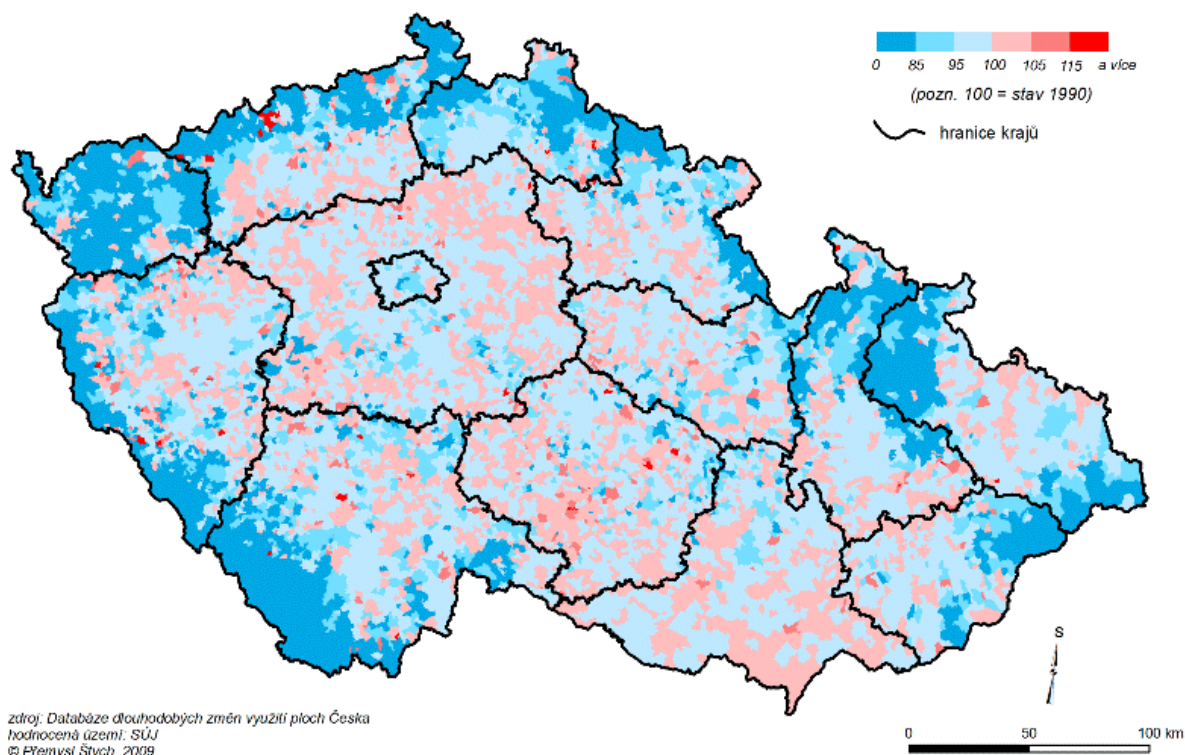 0 85 95 100 105 115 a více
(pozn. 100 = stav 1990)
hranice krajů
S
zdroj: Databáze dlouhodobých změn využití ploch Česka
hodnocená území: SÚJ
© Přemysl Štych, 2009
0 50 100 km